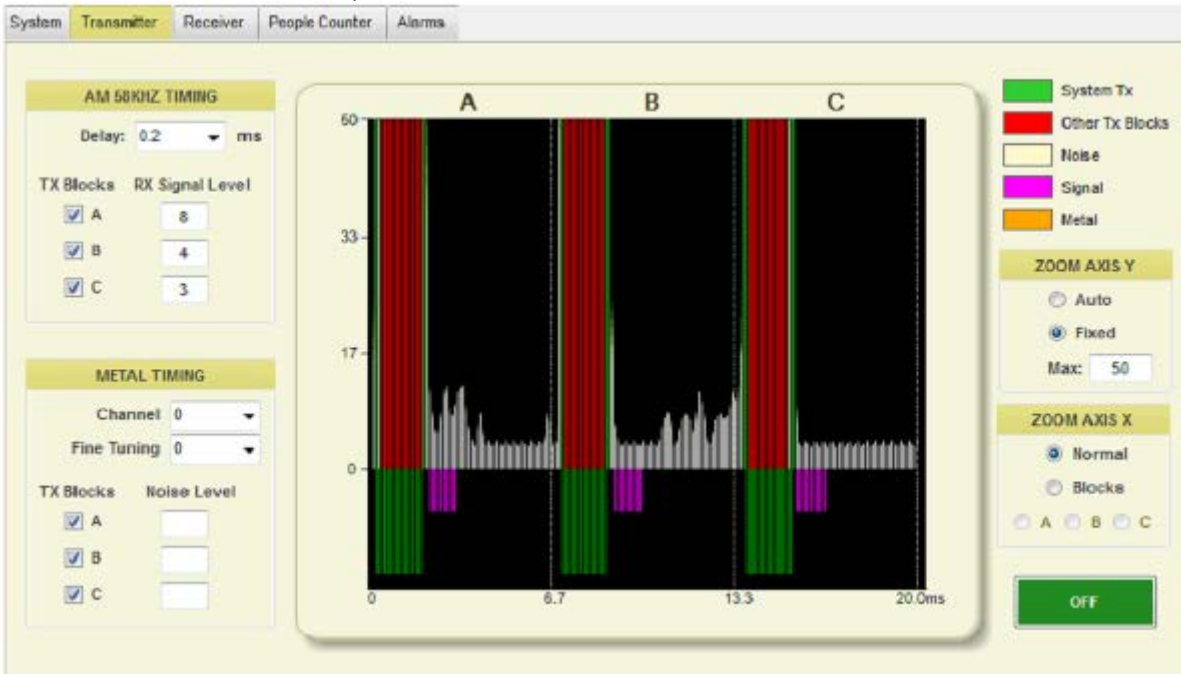 System Transmitter Receiver People Counter Alarms
AM 58KHZ TIMING
Delay: 0.2 ms
TX Blocks RX Signal Level
A 8
B 4
C 3
METAL TIMING
Channel 0
Fine Tuning 0
TX Blocks Noise Level
A
B
C
A B C
50
33
17
0
0 6.7 13.3 20.0ms
System Tx
Other Tx Blocks
Noise
Signal
Metal
ZOOM AXIS Y
Auto
Fixed
Max: 50
ZOOM AXIS X
Normal
Blocks
A B C
OFF